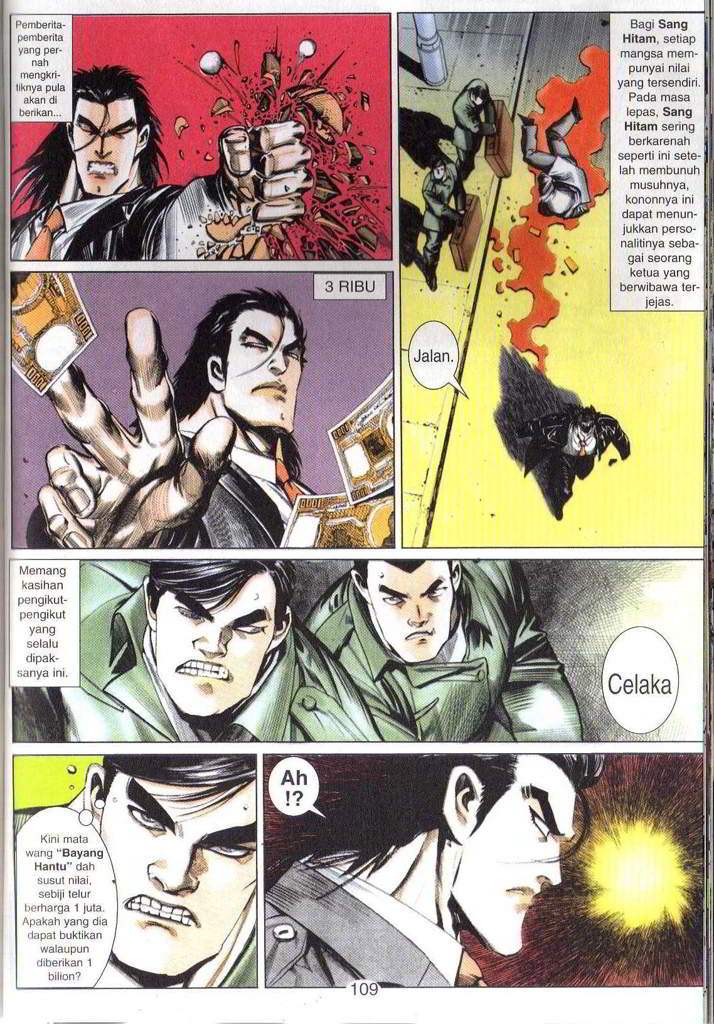 Pemberita-
pemberita
yang per-
nah
mengkri-
tiknya pula
akan di
berikan...
3 RIBU
Bagi Sang
Hitam, setiap
mangsa mem-
punyai nilai
yang tersendiri.
Pada masa
lepas, Sang
Hitam sering
berkarenah
seperti ini sete-
lah membunuh
musuhnya,
kononnya ini
dapat menun-
jukkan perso-
nalitinya seba-
gai seorang
ketua yang
berwibawa ter-
jejas.
Jalan.
Memang
kasihan
pengikut-
pengikut
yang
selalu
dipak-
sanya ini.
Celaka
Kini mata
wang “Bayang
Hantu” dah
susut nilai,
sebiji telur
berharga 1 juta.
Apakah yang dia
dapat buktikan
walaupun
diberikan 1
bilion?
Ah
!?
109